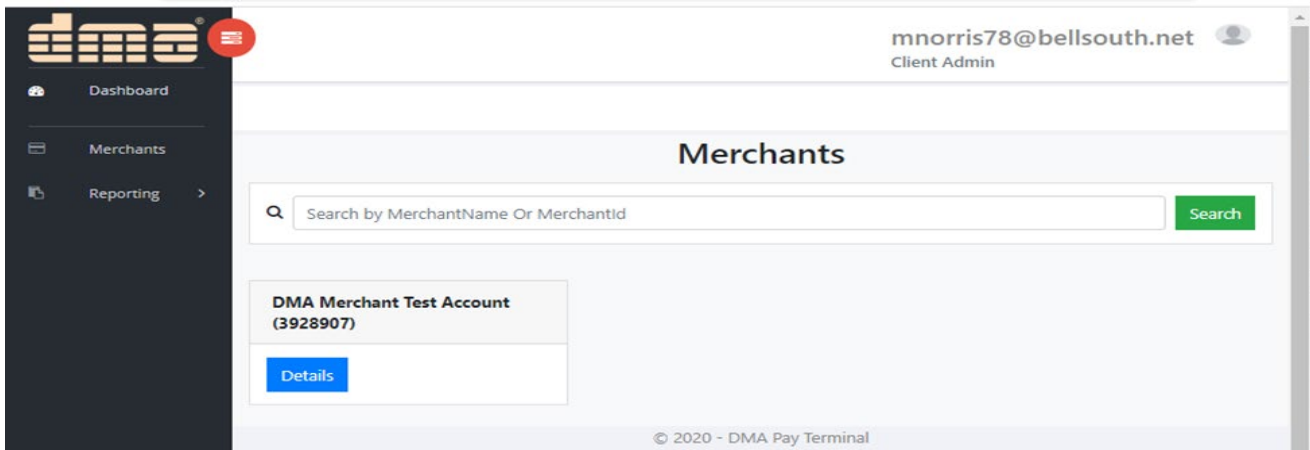 dma®
mnorris78@bellsouth.net
Client Admin
Dashboard
Merchants
Reporting >
Merchants
Search by MerchantName Or MerchantId
Search
DMA Merchant Test Account
(3928907)
Details
© 2020 - DMA Pay Terminal